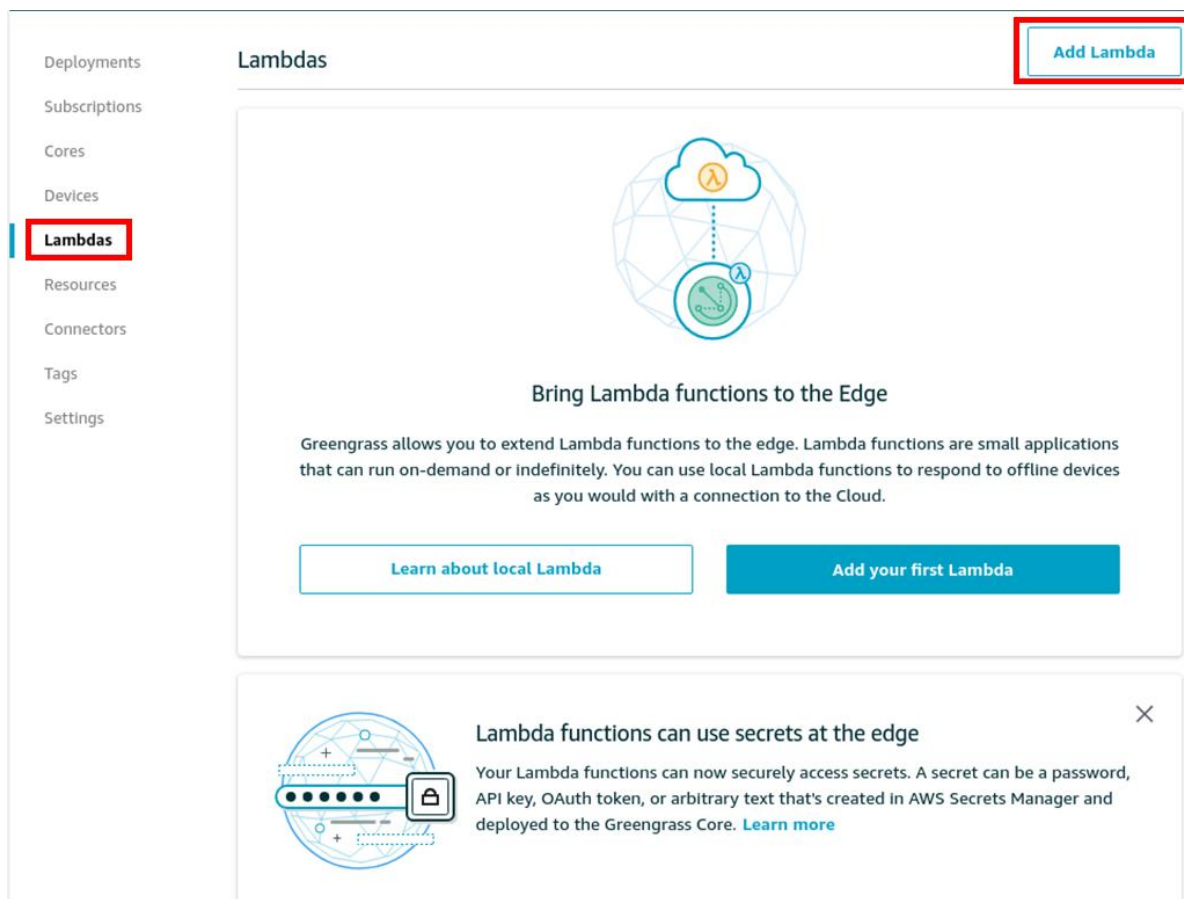 Deployments
Subscriptions
Cores
Devices
Lambdas
Resources
Connectors
Tags
Settings
Lambdas
Add Lambda
Bring Lambda functions to the Edge
Greengrass allows you to extend Lambda functions to the edge. Lambda functions are small applications
that can run on-demand or indefinitely. You can use local Lambda functions to respond to offline devices
as you would with a connection to the Cloud.
Learn about local Lambda
Add your first Lambda
Lambda functions can use secrets at the edge
Your Lambda functions can now securely access secrets. A secret can be a password,
API key, OAuth token, or arbitrary text that's created in AWS Secrets Manager and
deployed to the Greengrass Core. Learn more